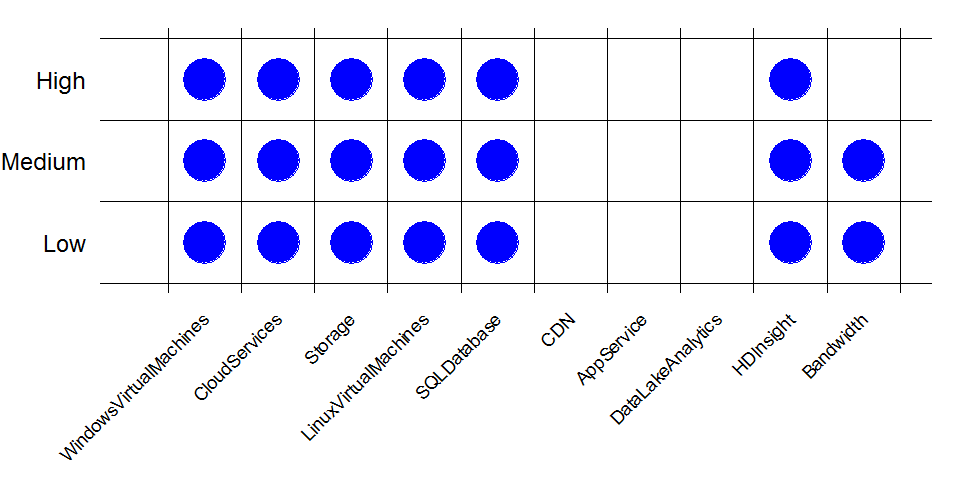 High
Medium
Low
WindowsVirtualMachines
CloudServices
Storage
LinuxVirtualMachines
SQLDatabase
CDN
AppService
DataLakeAnalytics
HDInsight
Bandwidth